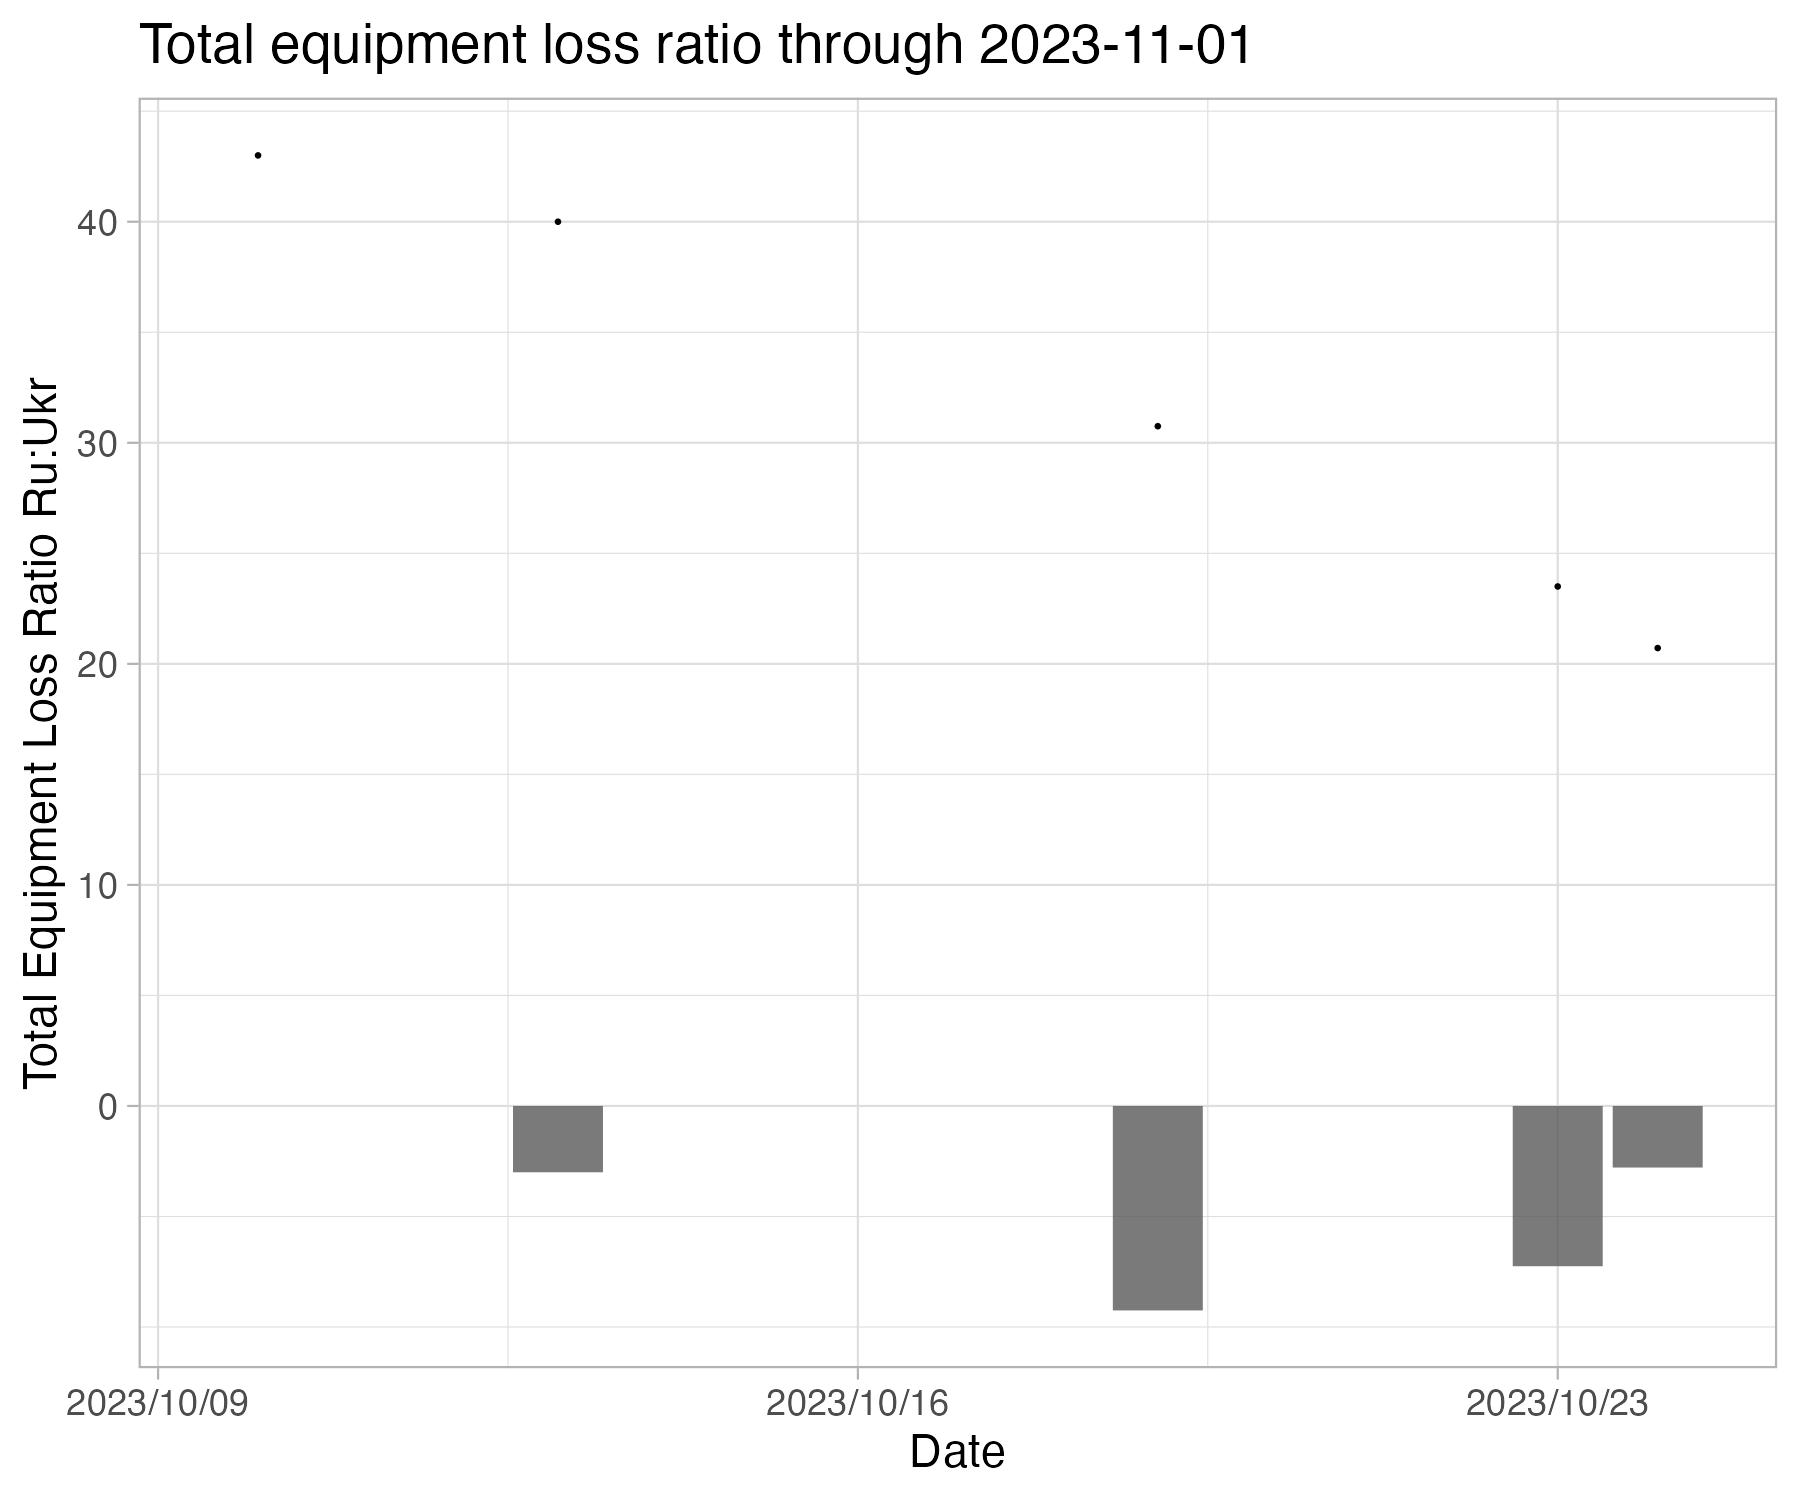 Total equipment loss ratio through 2023-11-01
Total Equipment Loss Ratio Ru:Ukr
40
30
20
10
0
2023/10/09
2023/10/16
2023/10/23
Date